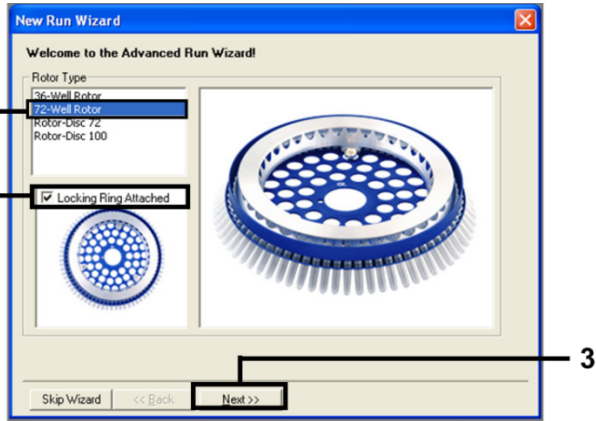 New Run Wizard
Welcome to the Advanced Run Wizard!
Rotor Type
36-Well Rotor
72-Well Rotor
Rotor-Disc 72
Rotor-Disc 100
Locking Ring Attached
3
Skip Wizard
<< Back
Next >>